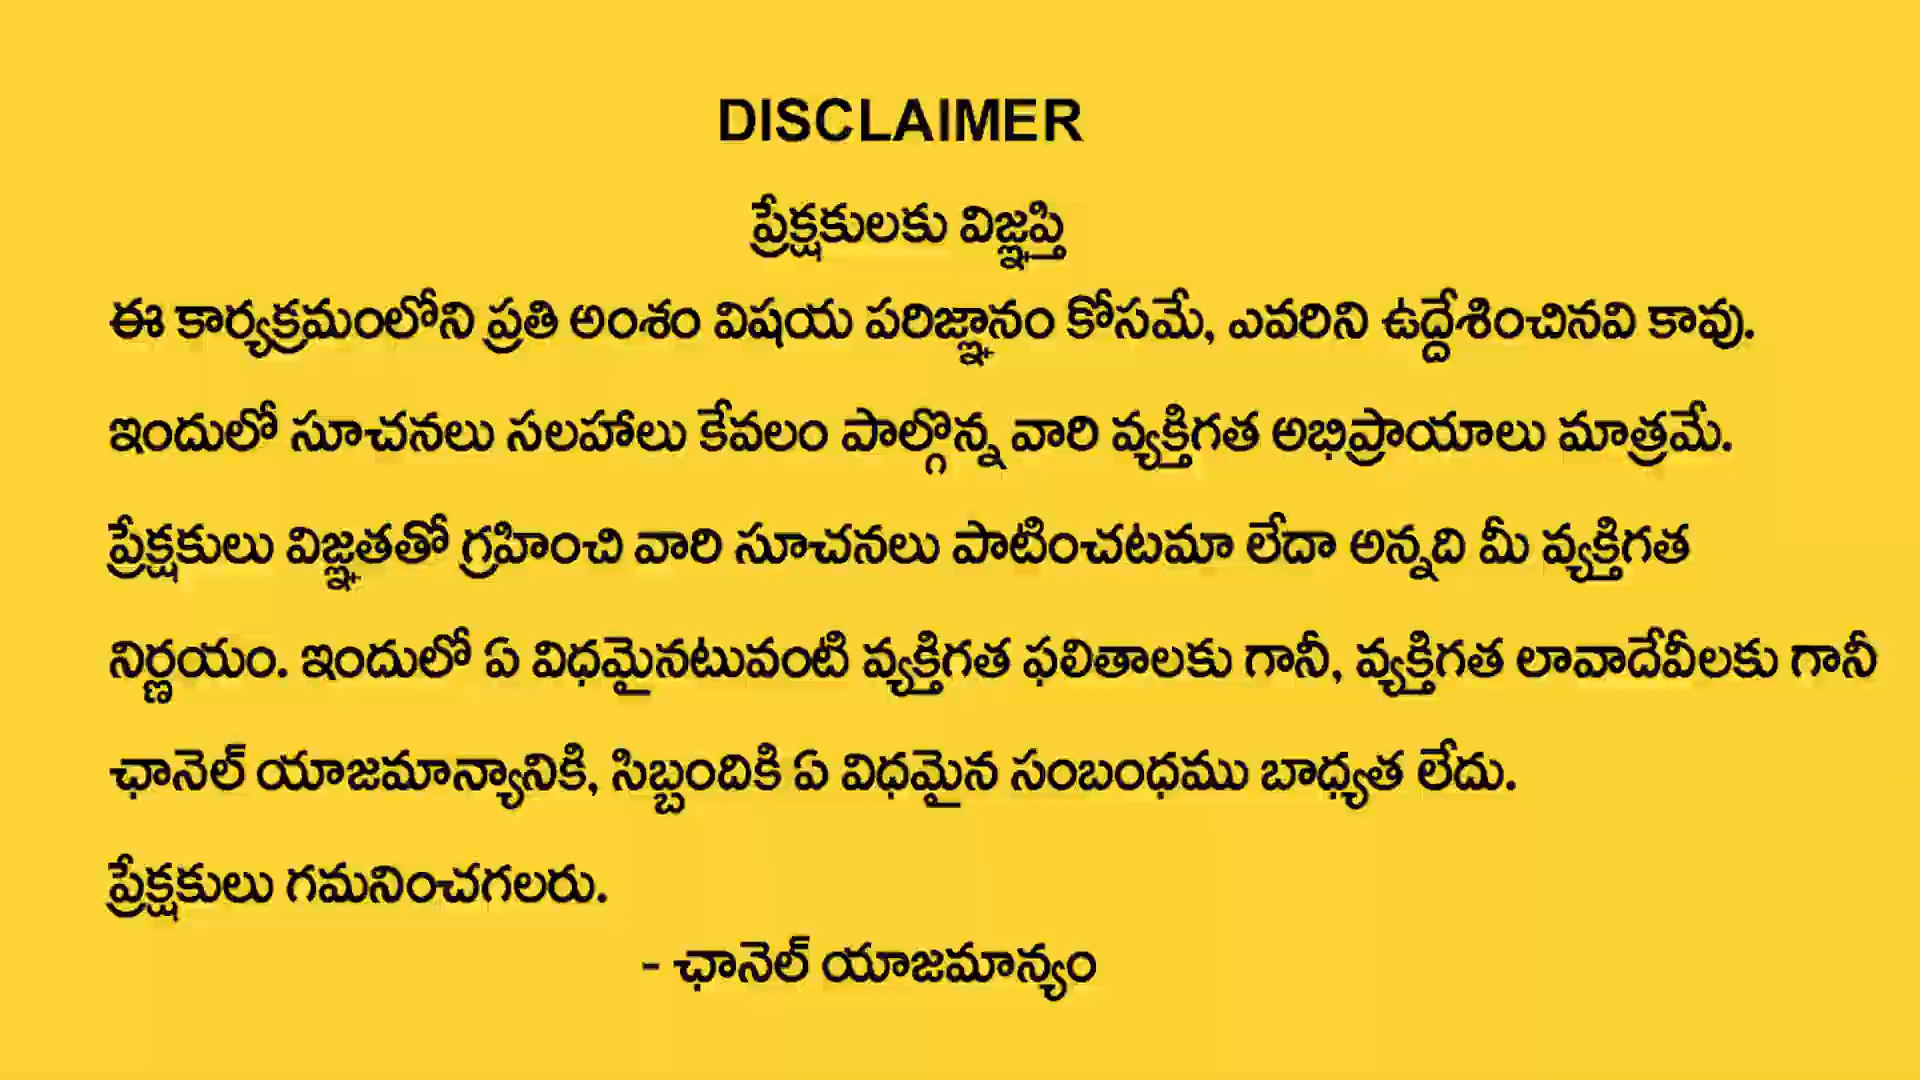 DISCLAIMER
ప్రేక్షకులకు విజ్ఞప్తి
ఈ కార్యక్రమంలోని ప్రతి అంశం విషయ పరిజ్ఞానం కోసమే, ఎవరిని ఉద్దేశించినవి కావు.
ఇందులో సూచనలు సలహాలు కేవలం పాల్గొన్న వారి వ్యక్తిగత అభిప్రాయాలు మాత్రమే.
ప్రేక్షకులు విజ్ఞతతో గ్రహించి వారి సూచనలు పాటించటమా లేదా అన్నది మీ వ్యక్తిగత
నిర్ణయం. ఇందులో ఏ విధమైనటువంటి వ్యక్తిగత ఫలితాలకు గానీ, వ్యక్తిగత లావాదేవీలకు గానీ
ఛానెల్ యాజమాన్యానికి, సిబ్బందికి ఏ విధమైన సంబంధము బాధ్యత లేదు.
ప్రేక్షకులు గమనించగలరు.
- ఛానెల్ యాజమాన్యం